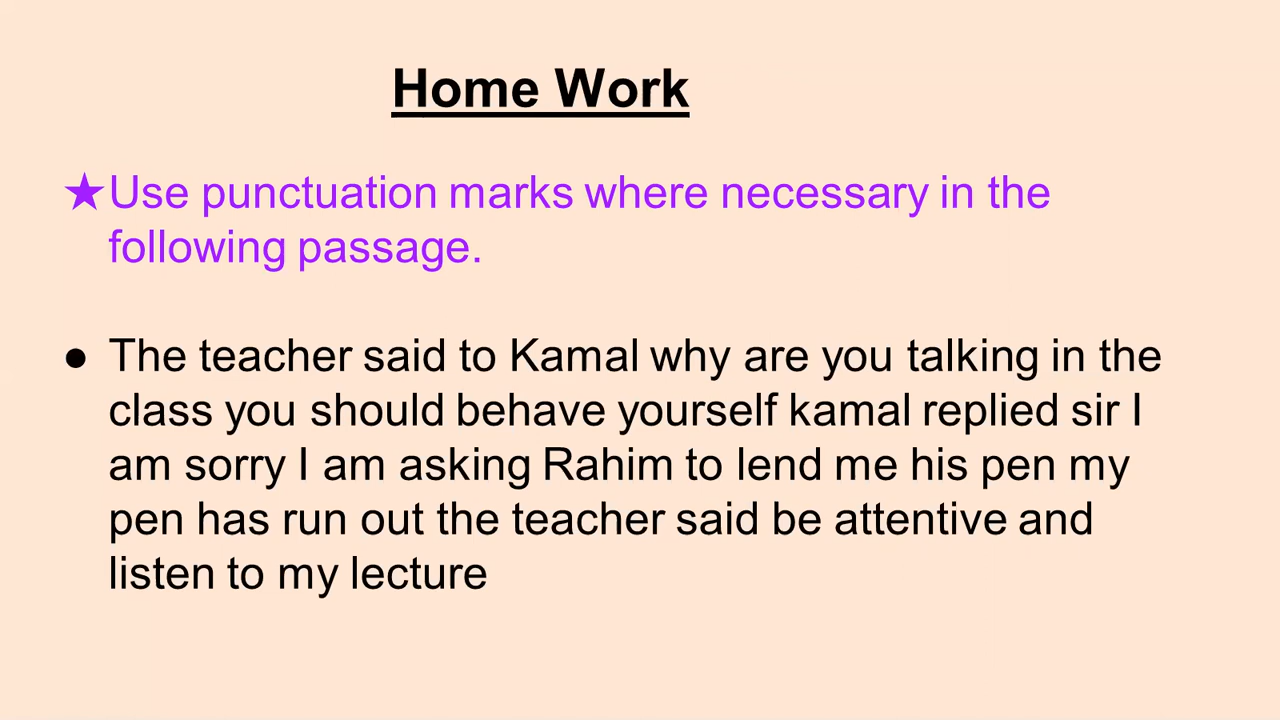 Home Work
★Use punctuation marks where necessary in the
following passage.
● The teacher said to Kamal why are you talking in the
class you should behave yourself kamal replied sir I
am sorry I am asking Rahim to lend me his pen my
pen has run out the teacher said be attentive and
listen to my lecture